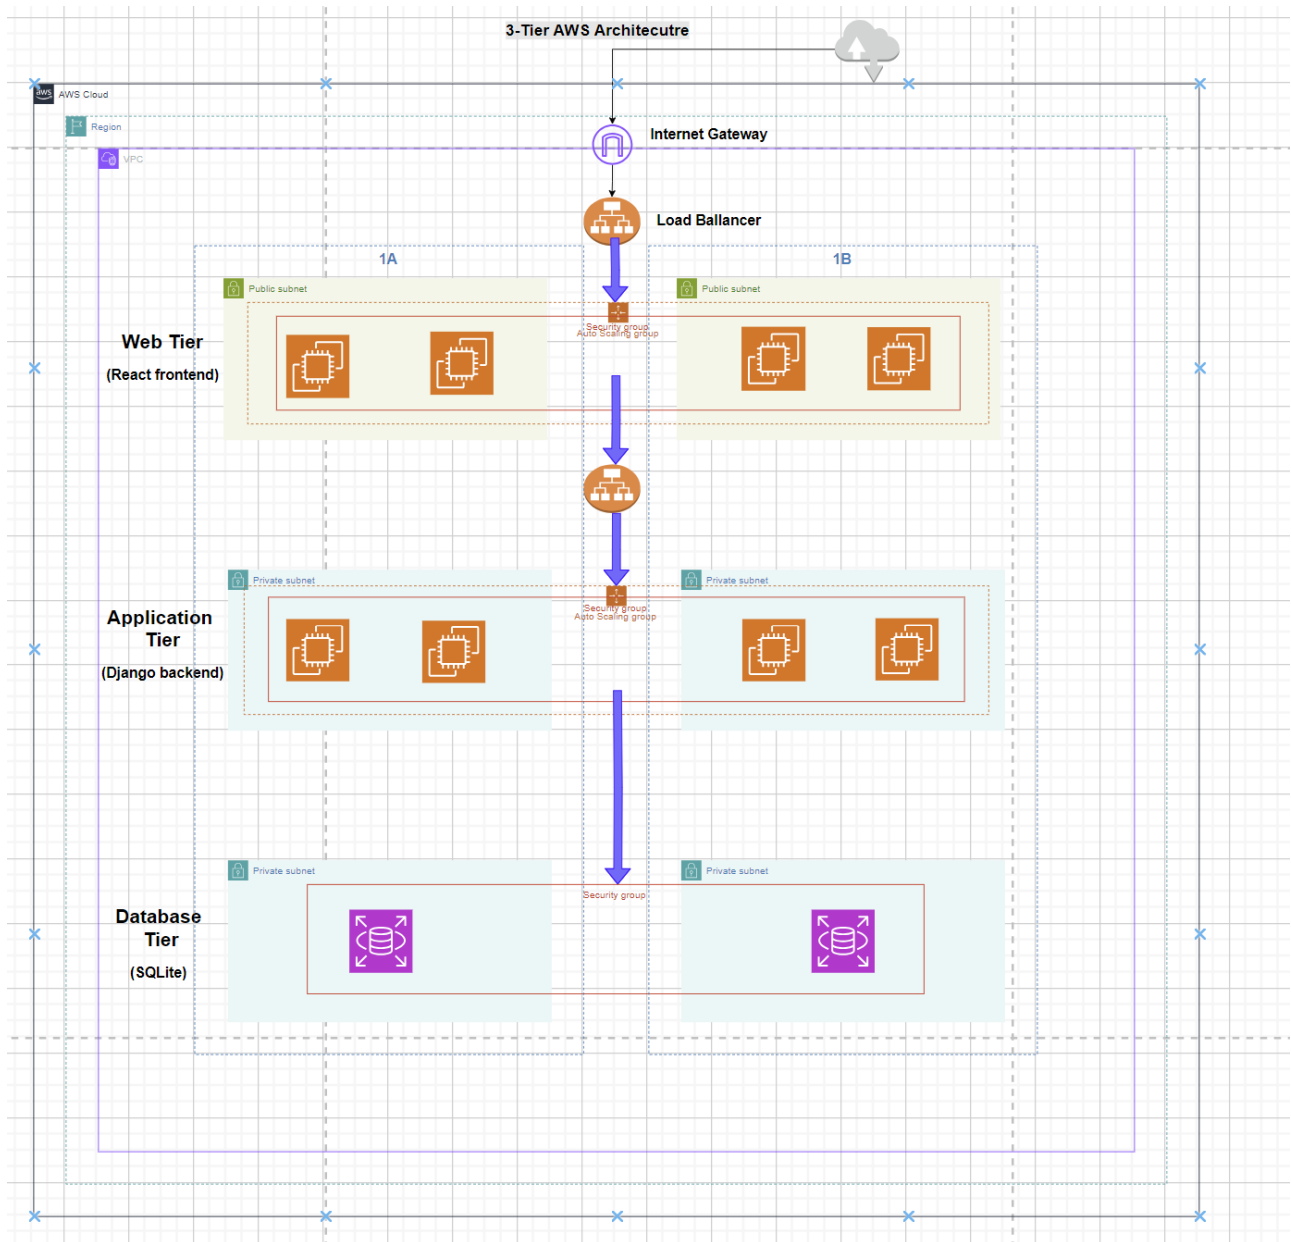 3-Tier AWS Architecutre
aws
AWS Cloud
Region
Internet Gateway
VPC
Load Ballancer
1A
1B
Public subnet
Public subnet
Security group
Auto Scaling group
Web Tier
(React frontend)
Private subnet
Private subnet
Security group
Auto Scaling group
Application
Tier
(Django backend)
Private subnet
Private subnet
Security group
Database
Tier
(SQLite)